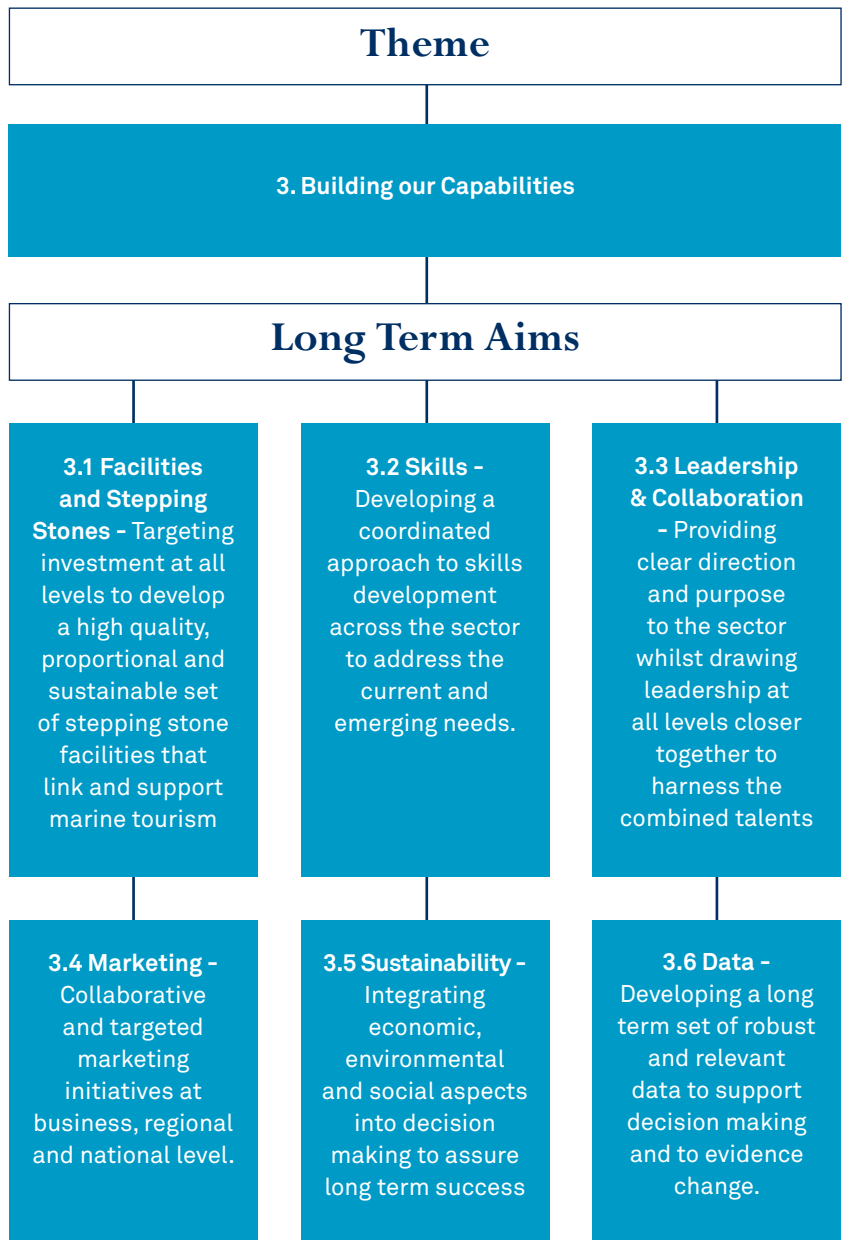 Theme
3. Building our Capabilities
Long Term Aims
3.1 Facilities
and Stepping
Stones - Targeting
investment at all
levels to develop
a high quality,
proportional and
sustainable set
of stepping stone
facilities that
link and support
marine tourism
3.2 Skills -
Developing a
coordinated
approach to skills
development
across the sector
to address the
current and
emerging needs.
3.3 Leadership
& Collaboration
- Providing
clear direction
and purpose
to the sector
whilst drawing
leadership at
all levels closer
together to
harness the
combined talents
3.4 Marketing -
Collaborative
and targeted
marketing
initiatives at
business, regional
and national level.
3.5 Sustainability -
Integrating
economic,
environmental
and social aspects
into decision
making to assure
long term success
3.6 Data -
Developing a long
term set of robust
and relevant
data to support
decision making
and to evidence
change.